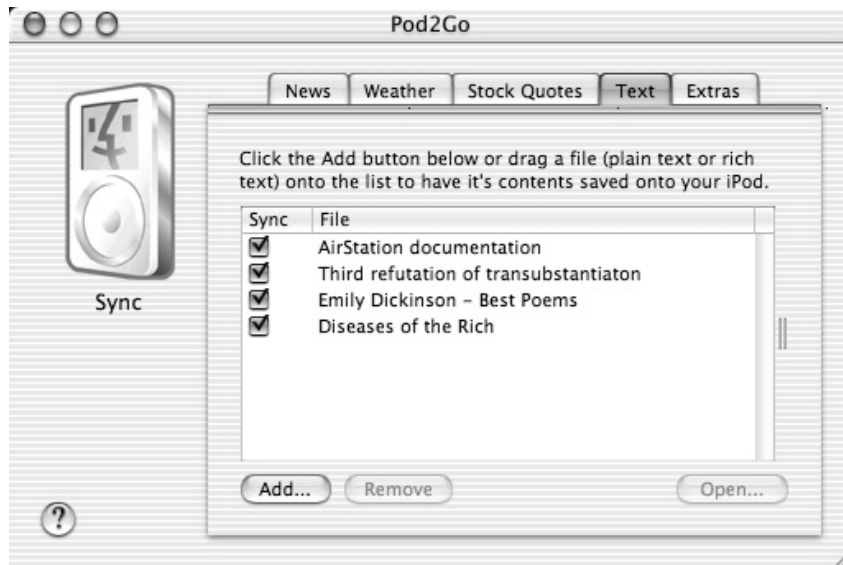 Pod2Go
News Weather Stock Quotes Text Extras
Click the Add button below or drag a file (plain text or rich
text) onto the list to have it's contents saved onto your iPod.
Sync File
AirStation documentation
Third refutation of transubstantiaton
Emily Dickinson – Best Poems
Diseases of the Rich
Sync
Add... Remove Open...
?